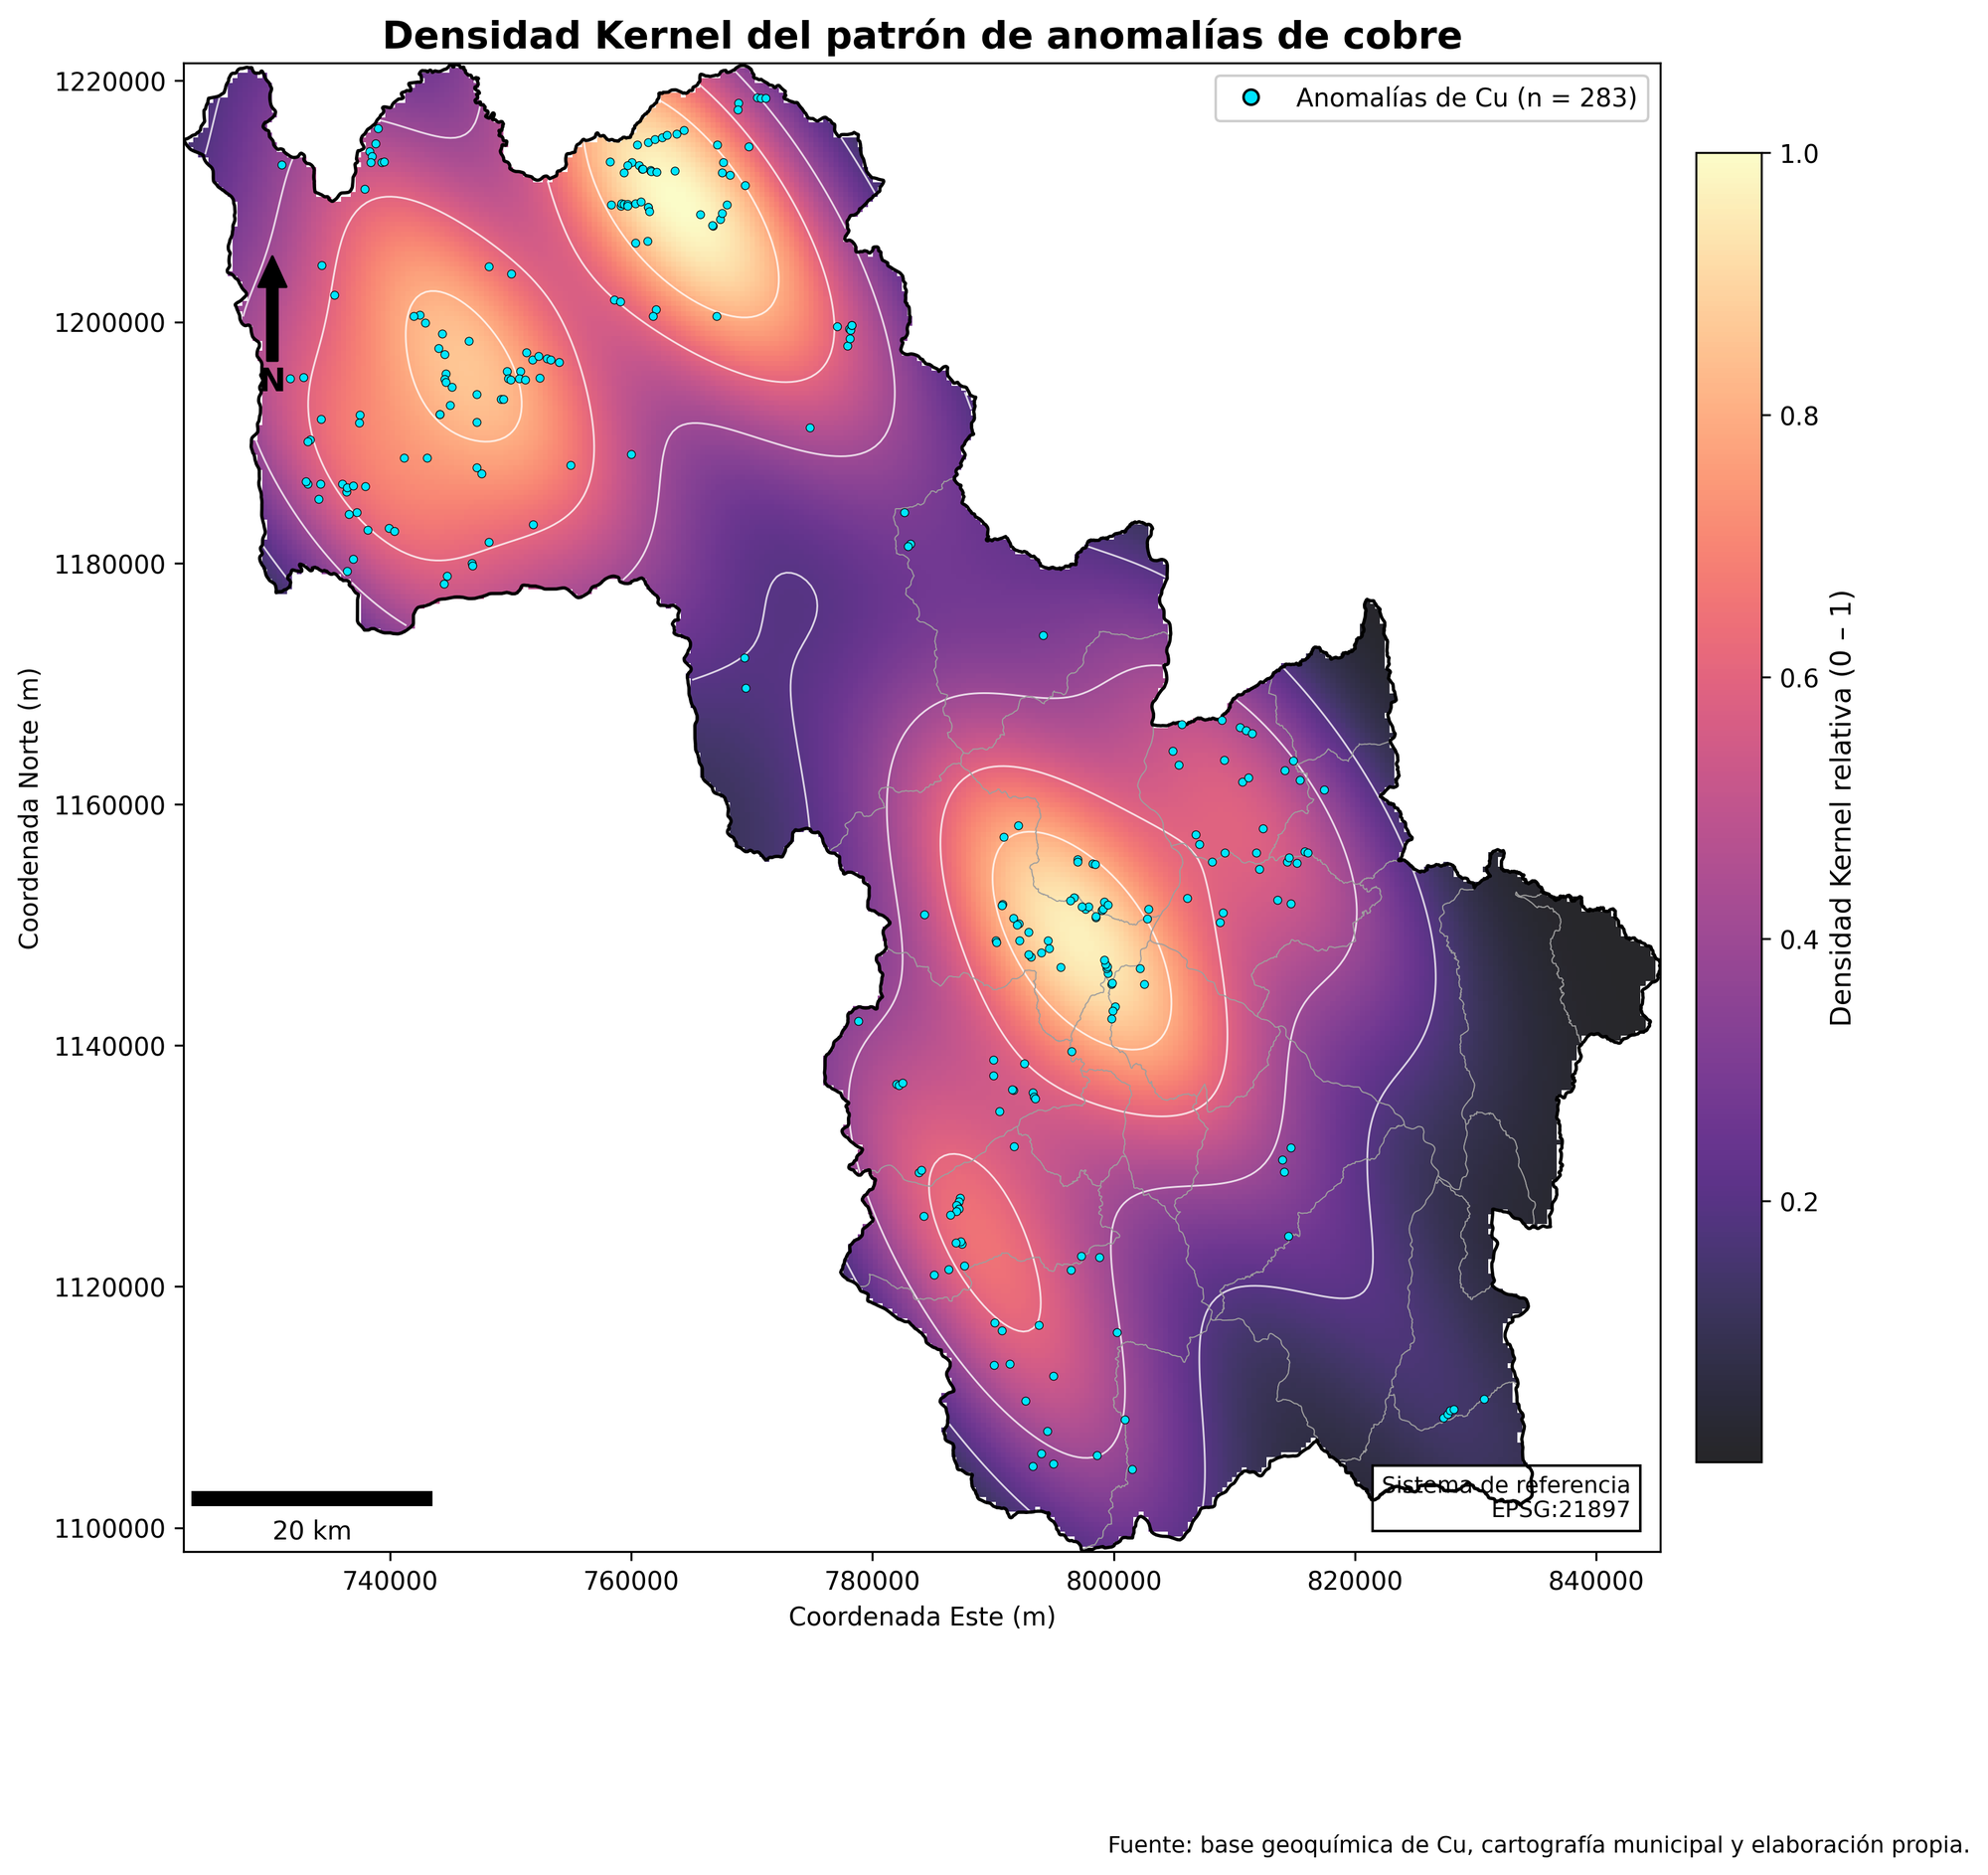 Densidad Kernel del patrón de anomalías de cobre
Anomalías de Cu (n = 283)
1220000
1200000
1180000
1160000
1140000
1120000
1100000
Coordenada Norte (m)
N
20 km
Sistema de referencia
EPSG:21897
740000
760000
780000
800000
820000
840000
Coordenada Este (m)
1.0
0.8
0.6
0.4
0.2
Densidad Kernel relativa (0 – 1)
Fuente: base geoquímica de Cu, cartografía municipal y elaboración propia.